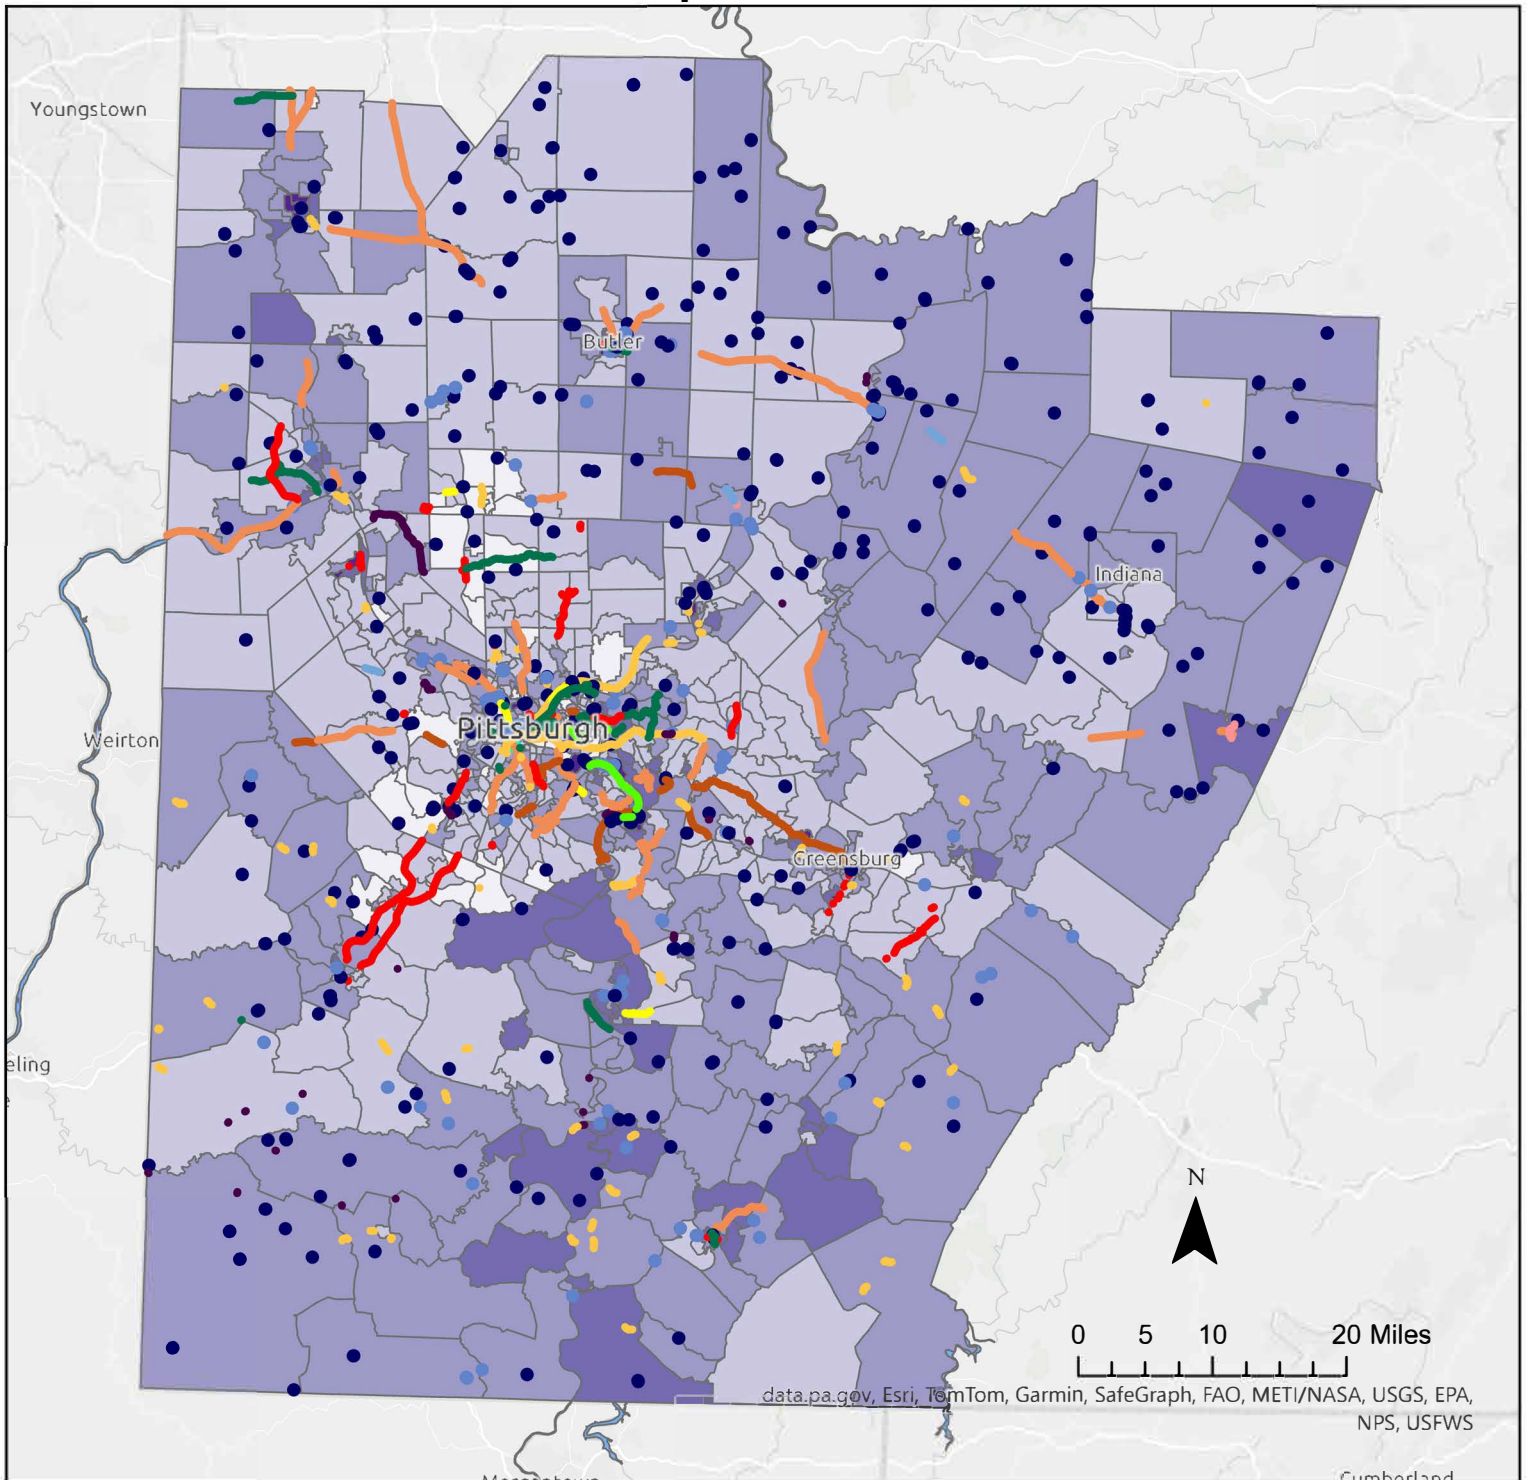 Youngstown
Butler
Indiana
Pittsburgh
Weirton
Greensburg
eling
N
0 5 10 20 Miles
data.pa.gov, Esri, TomTom, Garmin, SafeGraph, FAO, METI/NASA, USGS, EPA,
NPS, USFWS